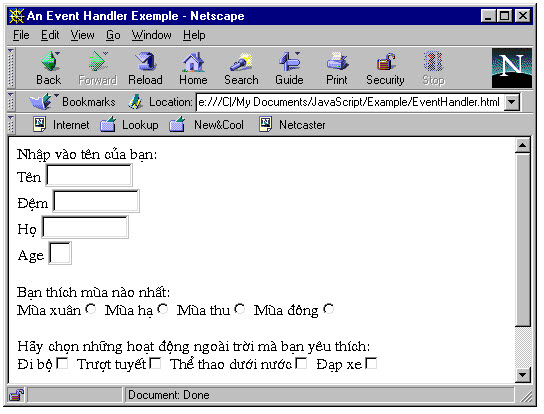 An Event Handler Exemple - Netscape
File Edit View Go Window Help
Back Forward Reload Home Search Guide Print Security Stop
N
Bookmarks Location: e:///C|/My Documents/JavaScript/Example/EventHandler.html
Internet Lookup New&Cool Netcaster
Nhập vào tên của bạn:
Tên
Đệm
Họ
Age
Bạn thích mùa nào nhất:
Mùa xuân Mùa hạ Mùa thu Mùa đông
Hãy chọn những hoạt động ngoài trời mà bạn yêu thích:
Đi bộ Trượt tuyết Thể thao dưới nước Đạp xe
Document: Done